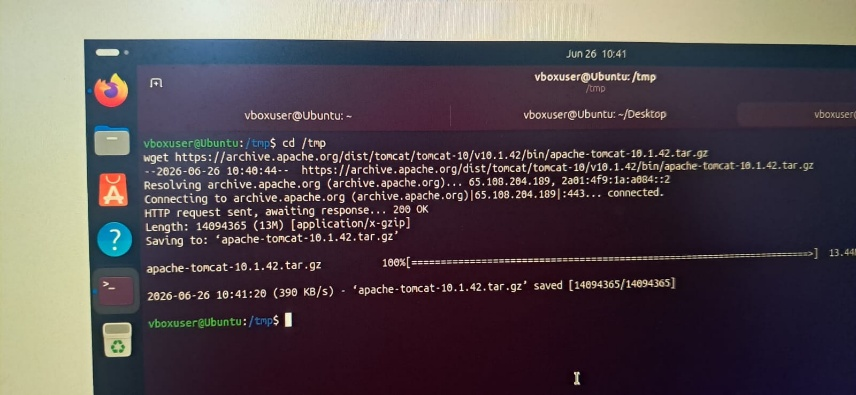 Jun 26 10:41
vboxuser@Ubuntu: /tmp
/tmp
vboxuser@Ubuntu: ~
vboxuser@Ubuntu: ~/Desktop
vboxuser@Ubuntu:/tmp$ cd /tmp
wget https://archive.apache.org/dist/tomcat/tomcat-10/v10.1.42/bin/apache-tomcat-10.1.42.tar.gz
--2026-06-26 10:40:44--  https://archive.apache.org/dist/tomcat/tomcat-10/v10.1.42/bin/apache-tomcat-10.1.42.tar.gz
Resolving archive.apache.org (archive.apache.org)... 65.108.204.189, 2a01:4f9:1a:a084::2
Connecting to archive.apache.org (archive.apache.org)|65.108.204.189|:443... connected.
HTTP request sent, awaiting response... 200 OK
Length: 14094365 (13M) [application/x-gzip]
Saving to: ‘apache-tomcat-10.1.42.tar.gz’
apache-tomcat-10.1.42.tar.gz 100%[===================================================================>] 13.44
2026-06-26 10:41:20 (390 KB/s) - ‘apache-tomcat-10.1.42.tar.gz’ saved [14094365/14094365]
vboxuser@Ubuntu:/tmp$